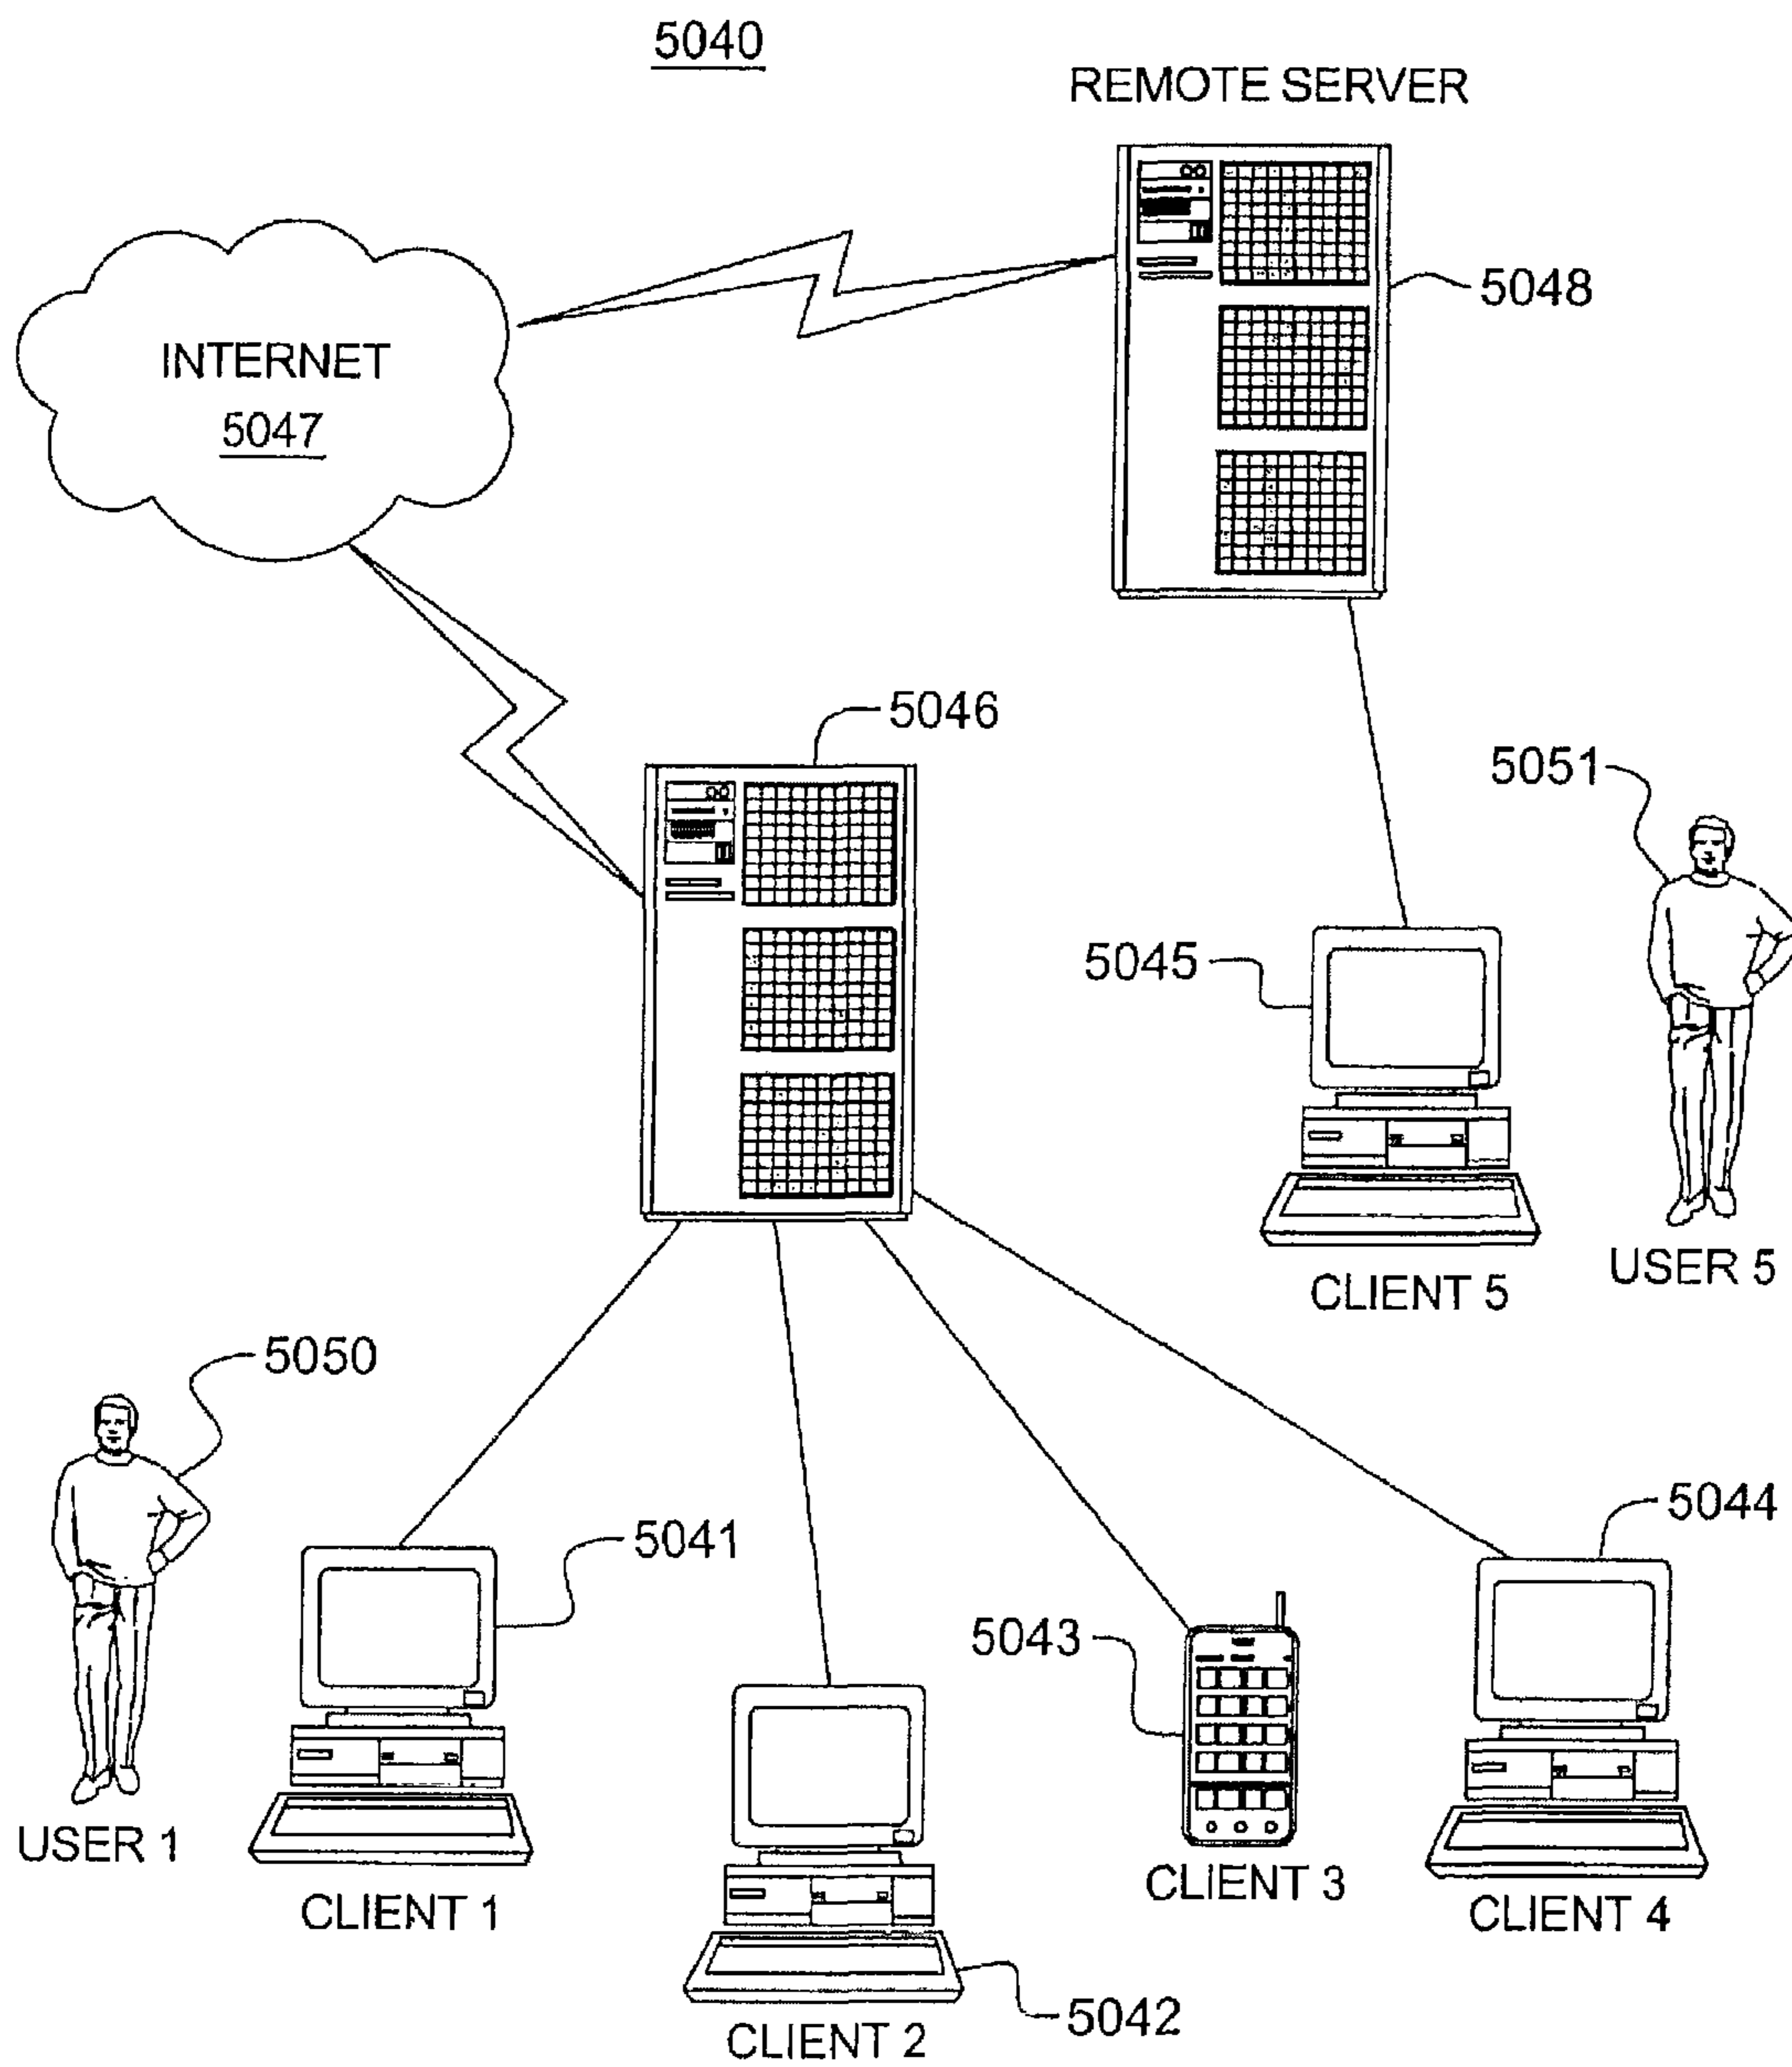 5040
REMOTE SERVER
5048
INTERNET
5047
5046
5051
5045
USER 5
CLIENT 5
5050
5041
5044
5043
USER 1
CLIENT 1
CLIENT 3
CLIENT 4
5042
CLIENT 2